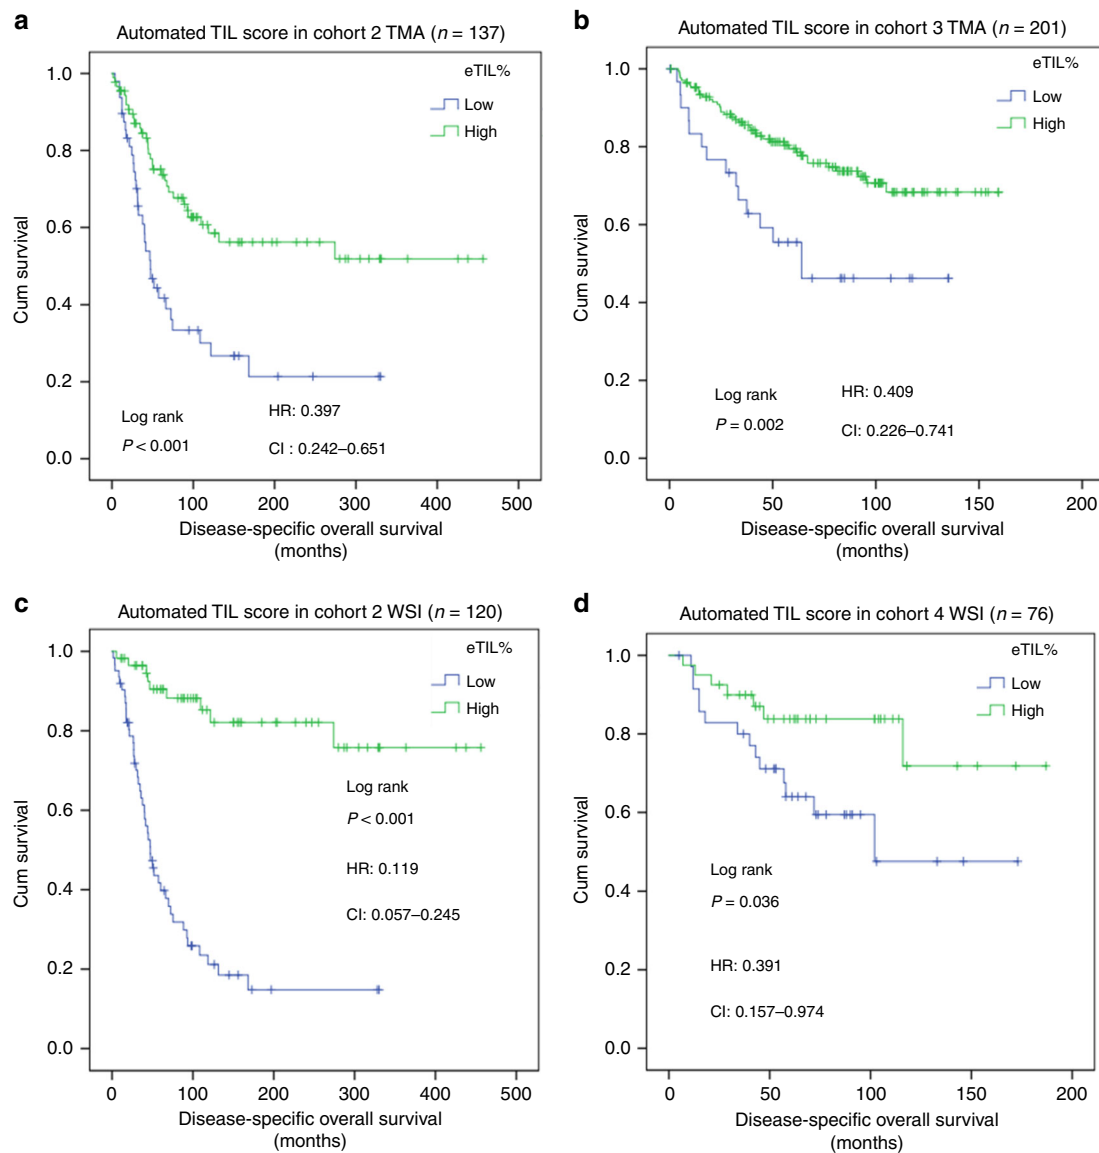 a
Automated TIL score in cohort 2 TMA (n = 137)
eTIL%
Low
High
1.0
0.8
0.6
0.4
0.2
0.0
Cum survival
Log rank
P < 0.001
HR: 0.397
CI : 0.242–0.651
0 100 200 300 400 500
Disease-specific overall survival
(months)
b
Automated TIL score in cohort 3 TMA (n = 201)
eTIL%
Low
High
1.0
0.8
0.6
0.4
0.2
0.0
Cum survival
Log rank
P = 0.002
HR: 0.409
CI: 0.226–0.741
0 50 100 150 200
Disease-specific overall survival
(months)
c
Automated TIL score in cohort 2 WSI (n = 120)
eTIL%
Low
High
1.0
0.8
0.6
0.4
0.2
0.0
Cum survival
Log rank
P < 0.001
HR: 0.119
CI: 0.057–0.245
0 100 200 300 400 500
Disease-specific overall survival
(months)
d
Automated TIL score in cohort 4 WSI (n = 76)
eTIL%
Low
High
1.0
0.8
0.6
0.4
0.2
0.0
Cum survival
Log rank
P = 0.036
HR: 0.391
CI: 0.157–0.974
0 50 100 150 200
Disease-specific overall survival
(months)